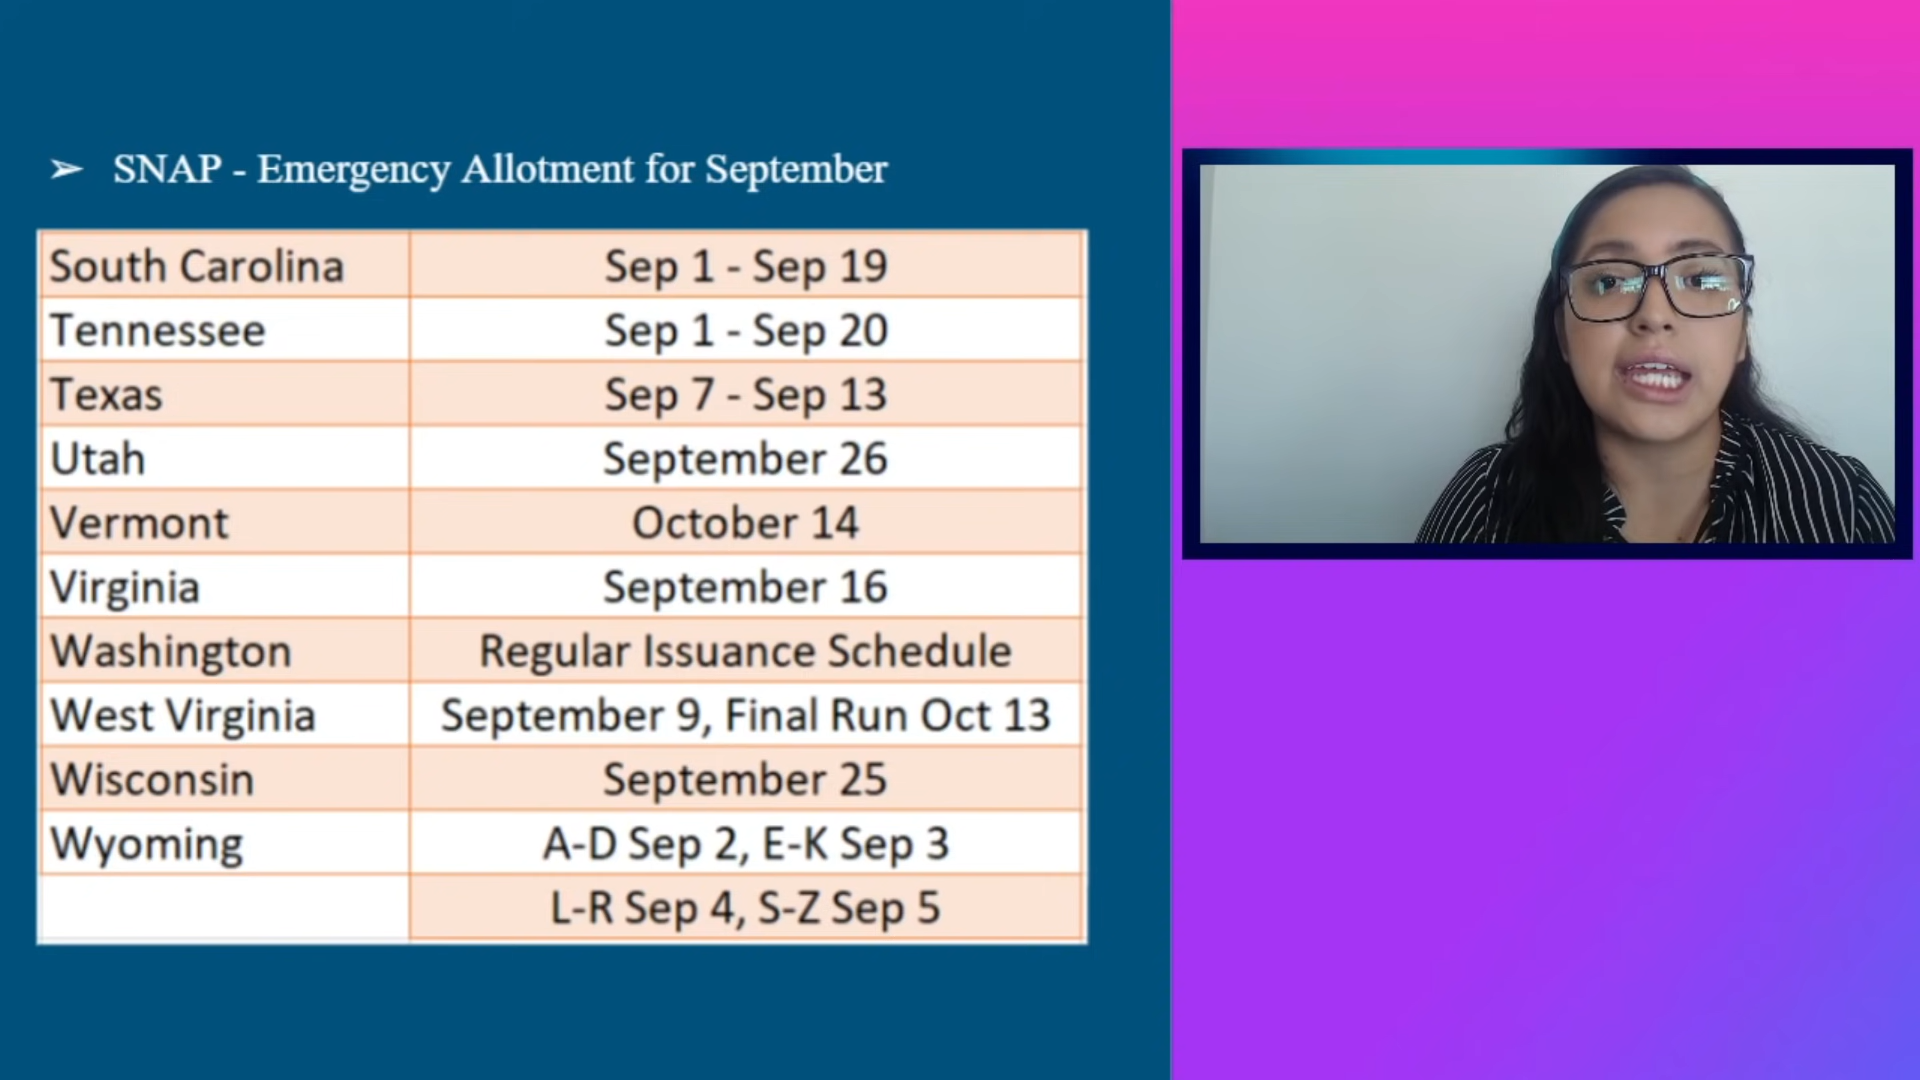 ➢ SNAP - Emergency Allotment for September
South Carolina Sep 1 - Sep 19
Tennessee Sep 1 - Sep 20
Texas Sep 7 - Sep 13
Utah September 26
Vermont October 14
Virginia September 16
Washington Regular Issuance Schedule
West Virginia September 9, Final Run Oct 13
Wisconsin September 25
Wyoming A-D Sep 2, E-K Sep 3
L-R Sep 4, S-Z Sep 5